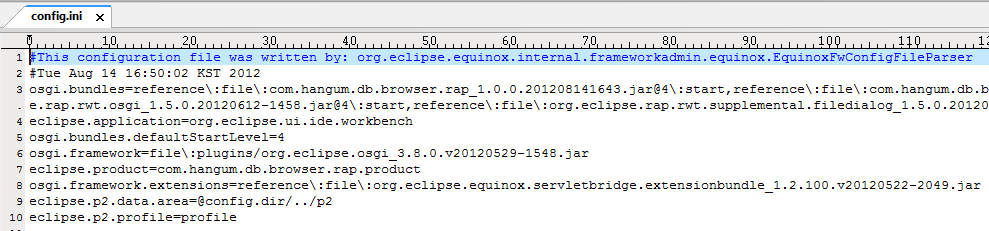 config.ini
0 10 20 30 40 50 60 70 80 90 100 110
1 #This configuration file was written by: org.eclipse.equinox.internal.frameworkadmin.equinox.EquinoxFwConfigFileParser
2 #Tue Aug 14 16:50:02 KST 2012
3 osgi.bundles=reference\:file\:com.hangum.db.browser.rap_1.0.0.201208141643.jar@4\:start,reference\:file\:com.hangum.db.b
. e.rap.rwt.osgi_1.5.0.20120612-1458.jar@4\:start,reference\:file\:org.eclipse.rap.rwt.supplemental.filedialog_1.5.0.20120
4 eclipse.application=org.eclipse.ui.ide.workbench
5 osgi.bundles.defaultStartLevel=4
6 osgi.framework=file\:plugins/org.eclipse.osgi_3.8.0.v20120529-1548.jar
7 eclipse.product=com.hangum.db.browser.rap.product
8 osgi.framework.extensions=reference\:file\:org.eclipse.equinox.servletbridge.extensionbundle_1.2.100.v20120522-2049.jar
9 eclipse.p2.data.area=@config.dir/../p2
10 eclipse.p2.profile=profile